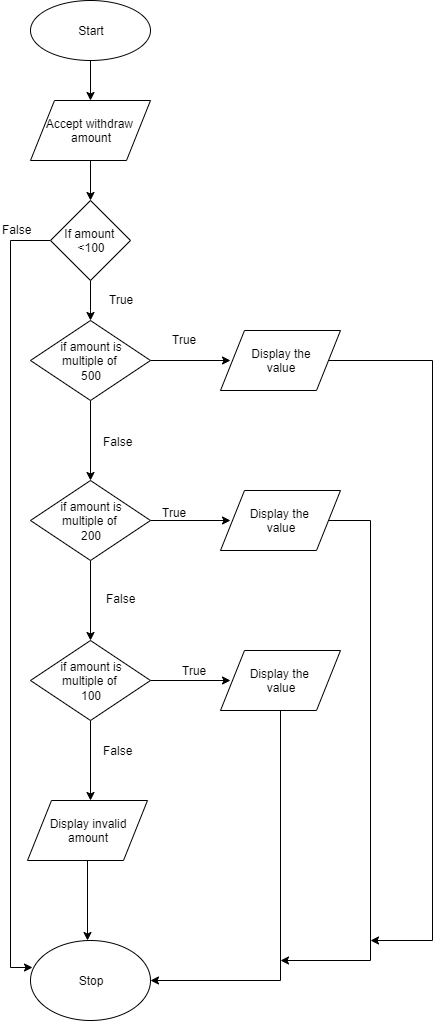 Start
Accept withdraw
amount
False
If amount
<100
True
if amount is
multiple of
500
True
Display the
value
False
if amount is
multiple of
200
True
Display the
value
False
if amount is
multiple of
100
True
Display the
value
False
Display invalid
amount
Stop